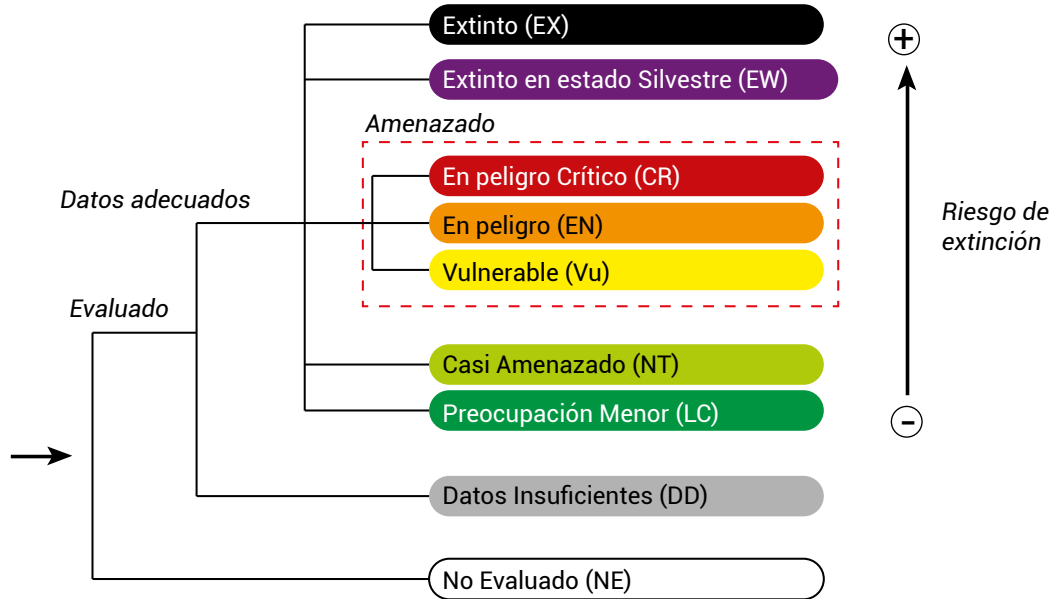 Extinto (EX)
Extinto en estado Silvestre (EW)
Amenazado
En peligro Crítico (CR)
Datos adecuados
En peligro (EN)
Riesgo de
extinción
Vulnerable (Vu)
Evaluado
Casi Amenazado (NT)
Preocupación Menor (LC)
Datos Insuficientes (DD)
No Evaluado (NE)